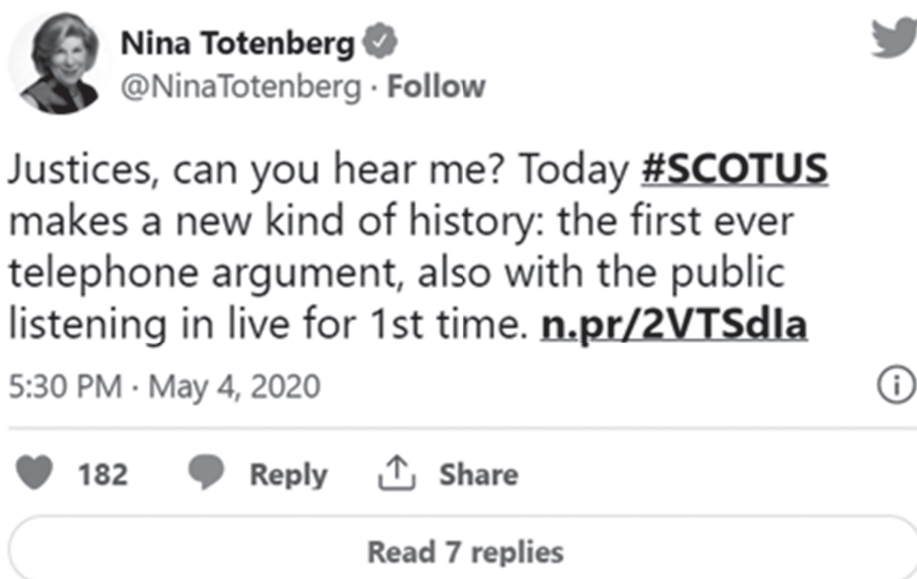 Nina Totenberg
@NinaTotenberg · Follow
Justices, can you hear me? Today #SCOTUS
makes a new kind of history: the first ever
telephone argument, also with the public
listening in live for 1st time. n.pr/2VTSdIa
5:30 PM · May 4, 2020
182 Reply Share
Read 7 replies